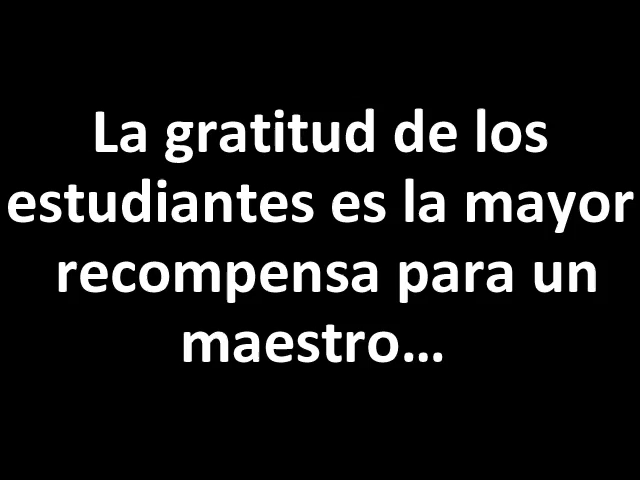 La gratitud de los
estudiantes es la mayor
recompensa para un
maestro...